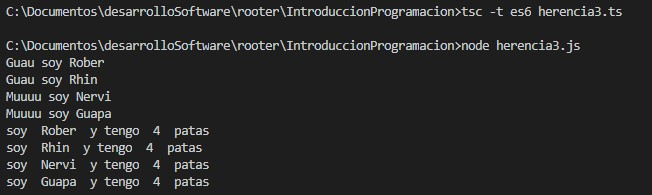 C:\Documentos\desarrolloSoftware\rooter\IntroduccionProgramacion>tsc -t es6 herencia3.ts
C:\Documentos\desarrolloSoftware\rooter\IntroduccionProgramacion>node herencia3.js
Guau soy Rober
Guau soy Rhin
Muuuu soy Nervi
Muuuu soy Guapa
soy  Rober  y tengo  4  patas
soy  Rhin  y tengo  4  patas
soy  Nervi  y tengo  4  patas
soy  Guapa  y tengo  4  patas